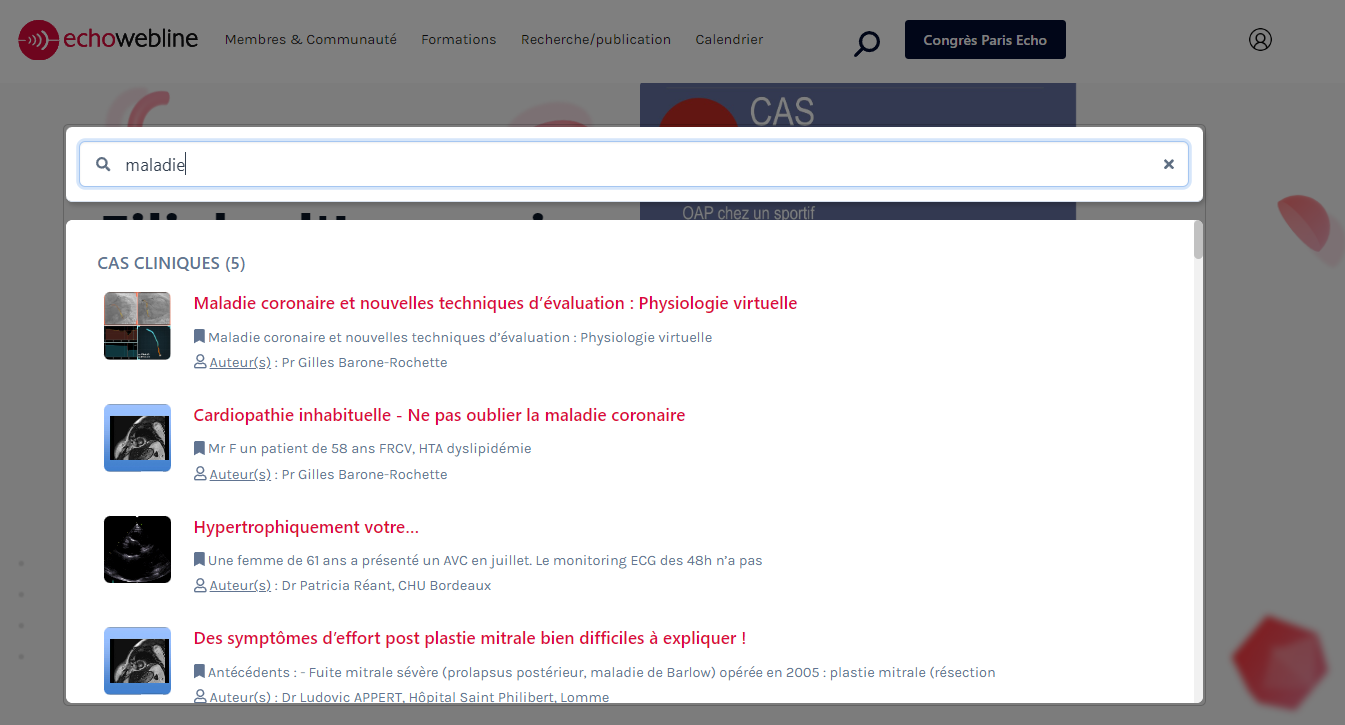 echowebline Membres & Communauté Formations Recherche/publication Calendrier Congrès Paris Echo
CAS
maladie
OAP chez un sportif
CAS CLINIQUES (5)
Maladie coronaire et nouvelles techniques d’évaluation : Physiologie virtuelle
Maladie coronaire et nouvelles techniques d’évaluation : Physiologie virtuelle
Auteur(s) : Pr Gilles Barone-Rochette
Cardiopathie inhabituelle - Ne pas oublier la maladie coronaire
Mr F un patient de 58 ans FRCV, HTA dyslipidémie
Auteur(s) : Pr Gilles Barone-Rochette
Hypertrophiquement votre...
Une femme de 61 ans a présenté un AVC en juillet. Le monitoring ECG des 48h n’a pas
Auteur(s) : Dr Patricia Réant, CHU Bordeaux
Des symptômes d’effort post plastie mitrale bien difficiles à expliquer !
Antécédents : - Fuite mitrale sévère (prolapsus postérieur, maladie de Barlow) opérée en 2005 : plastie mitrale (résection
Auteur(s) : Dr Ludovic APPERT, Hôpital Saint Philibert, Lomme